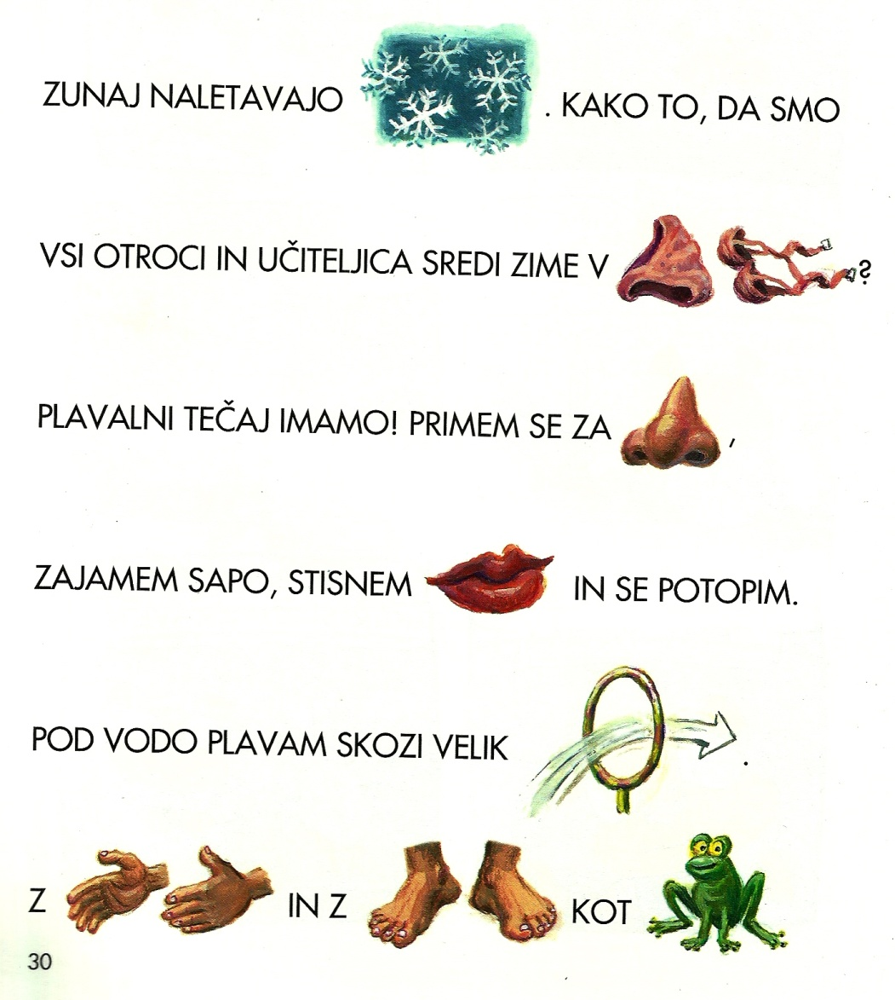 ZUNAJ NALETAVAJO . KAKO TO, DA SMO
VSI OTROCI IN UČITELJICA SREDI ZIME V ?
PLAVALNI TEČAJ IMAMO! PRIMEM SE ZA ,
ZAJAMEM SAPO, STISNEM IN SE POTOPIM.
POD VODO PLAVAM SKOZI VELIK .
Z IN Z KOT
30